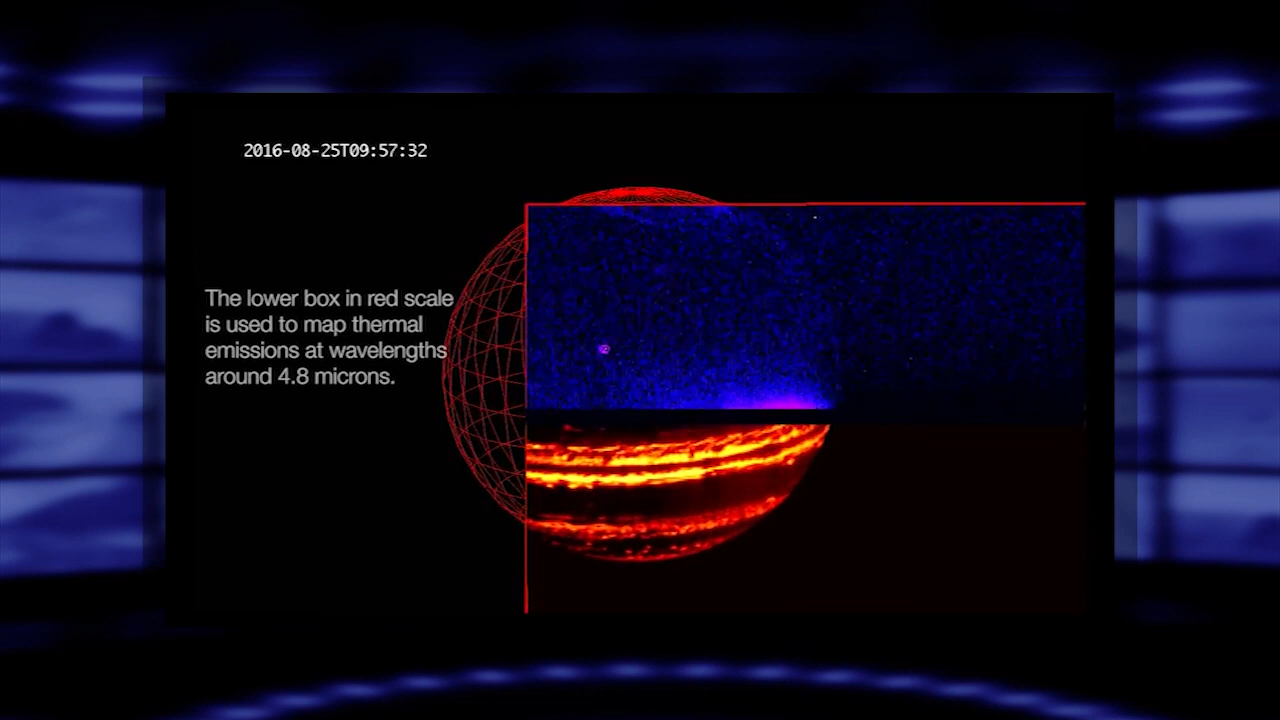 2016-08-25T09:57:32
The lower box in red scale
is used to map thermal
emissions at wavelengths
around 4.8 microns.